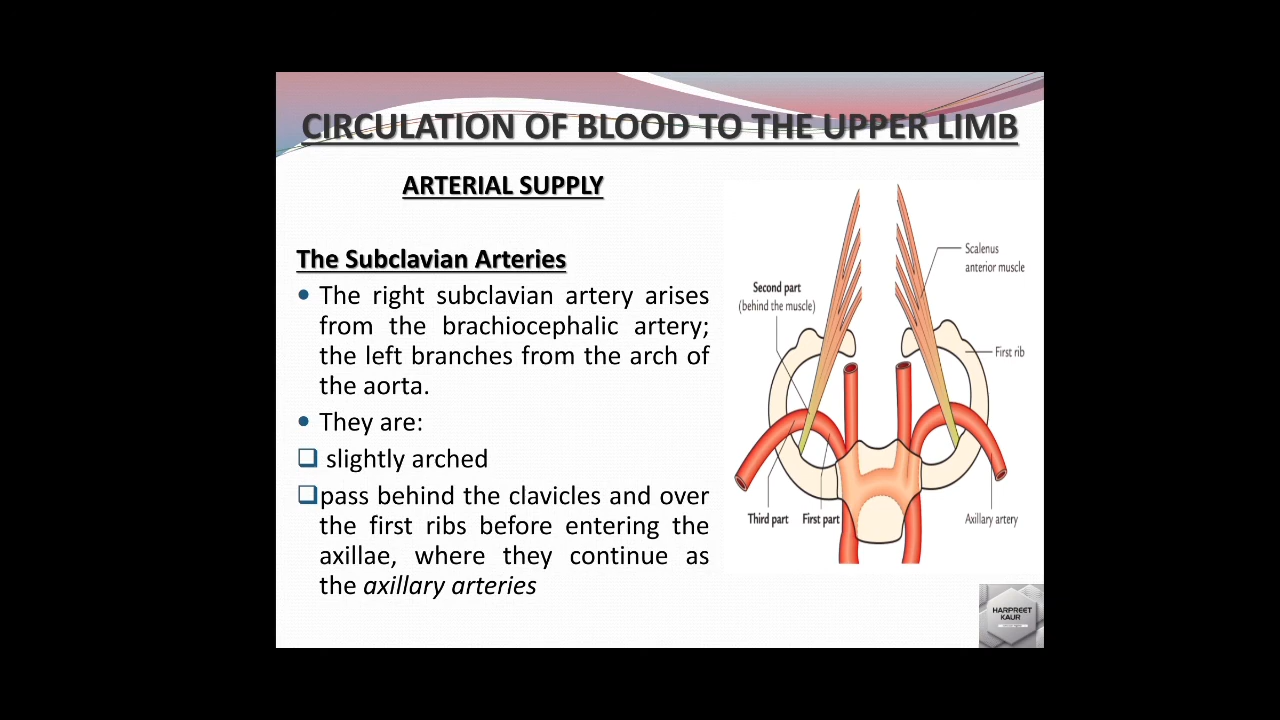 CIRCULATION OF BLOOD TO THE UPPER LIMB
ARTERIAL SUPPLY
The Subclavian Arteries
• The right subclavian artery arises
from the brachiocephalic artery;
the left branches from the arch of
the aorta.
• They are:
❑ slightly arched
❑pass behind the clavicles and over
the first ribs before entering the
axillae, where they continue as
the axillary arteries
Scalenus
anterior muscle
Second part
(behind the muscle)
First rib
Third part
First part
Axillary artery
HARPREET
KAUR